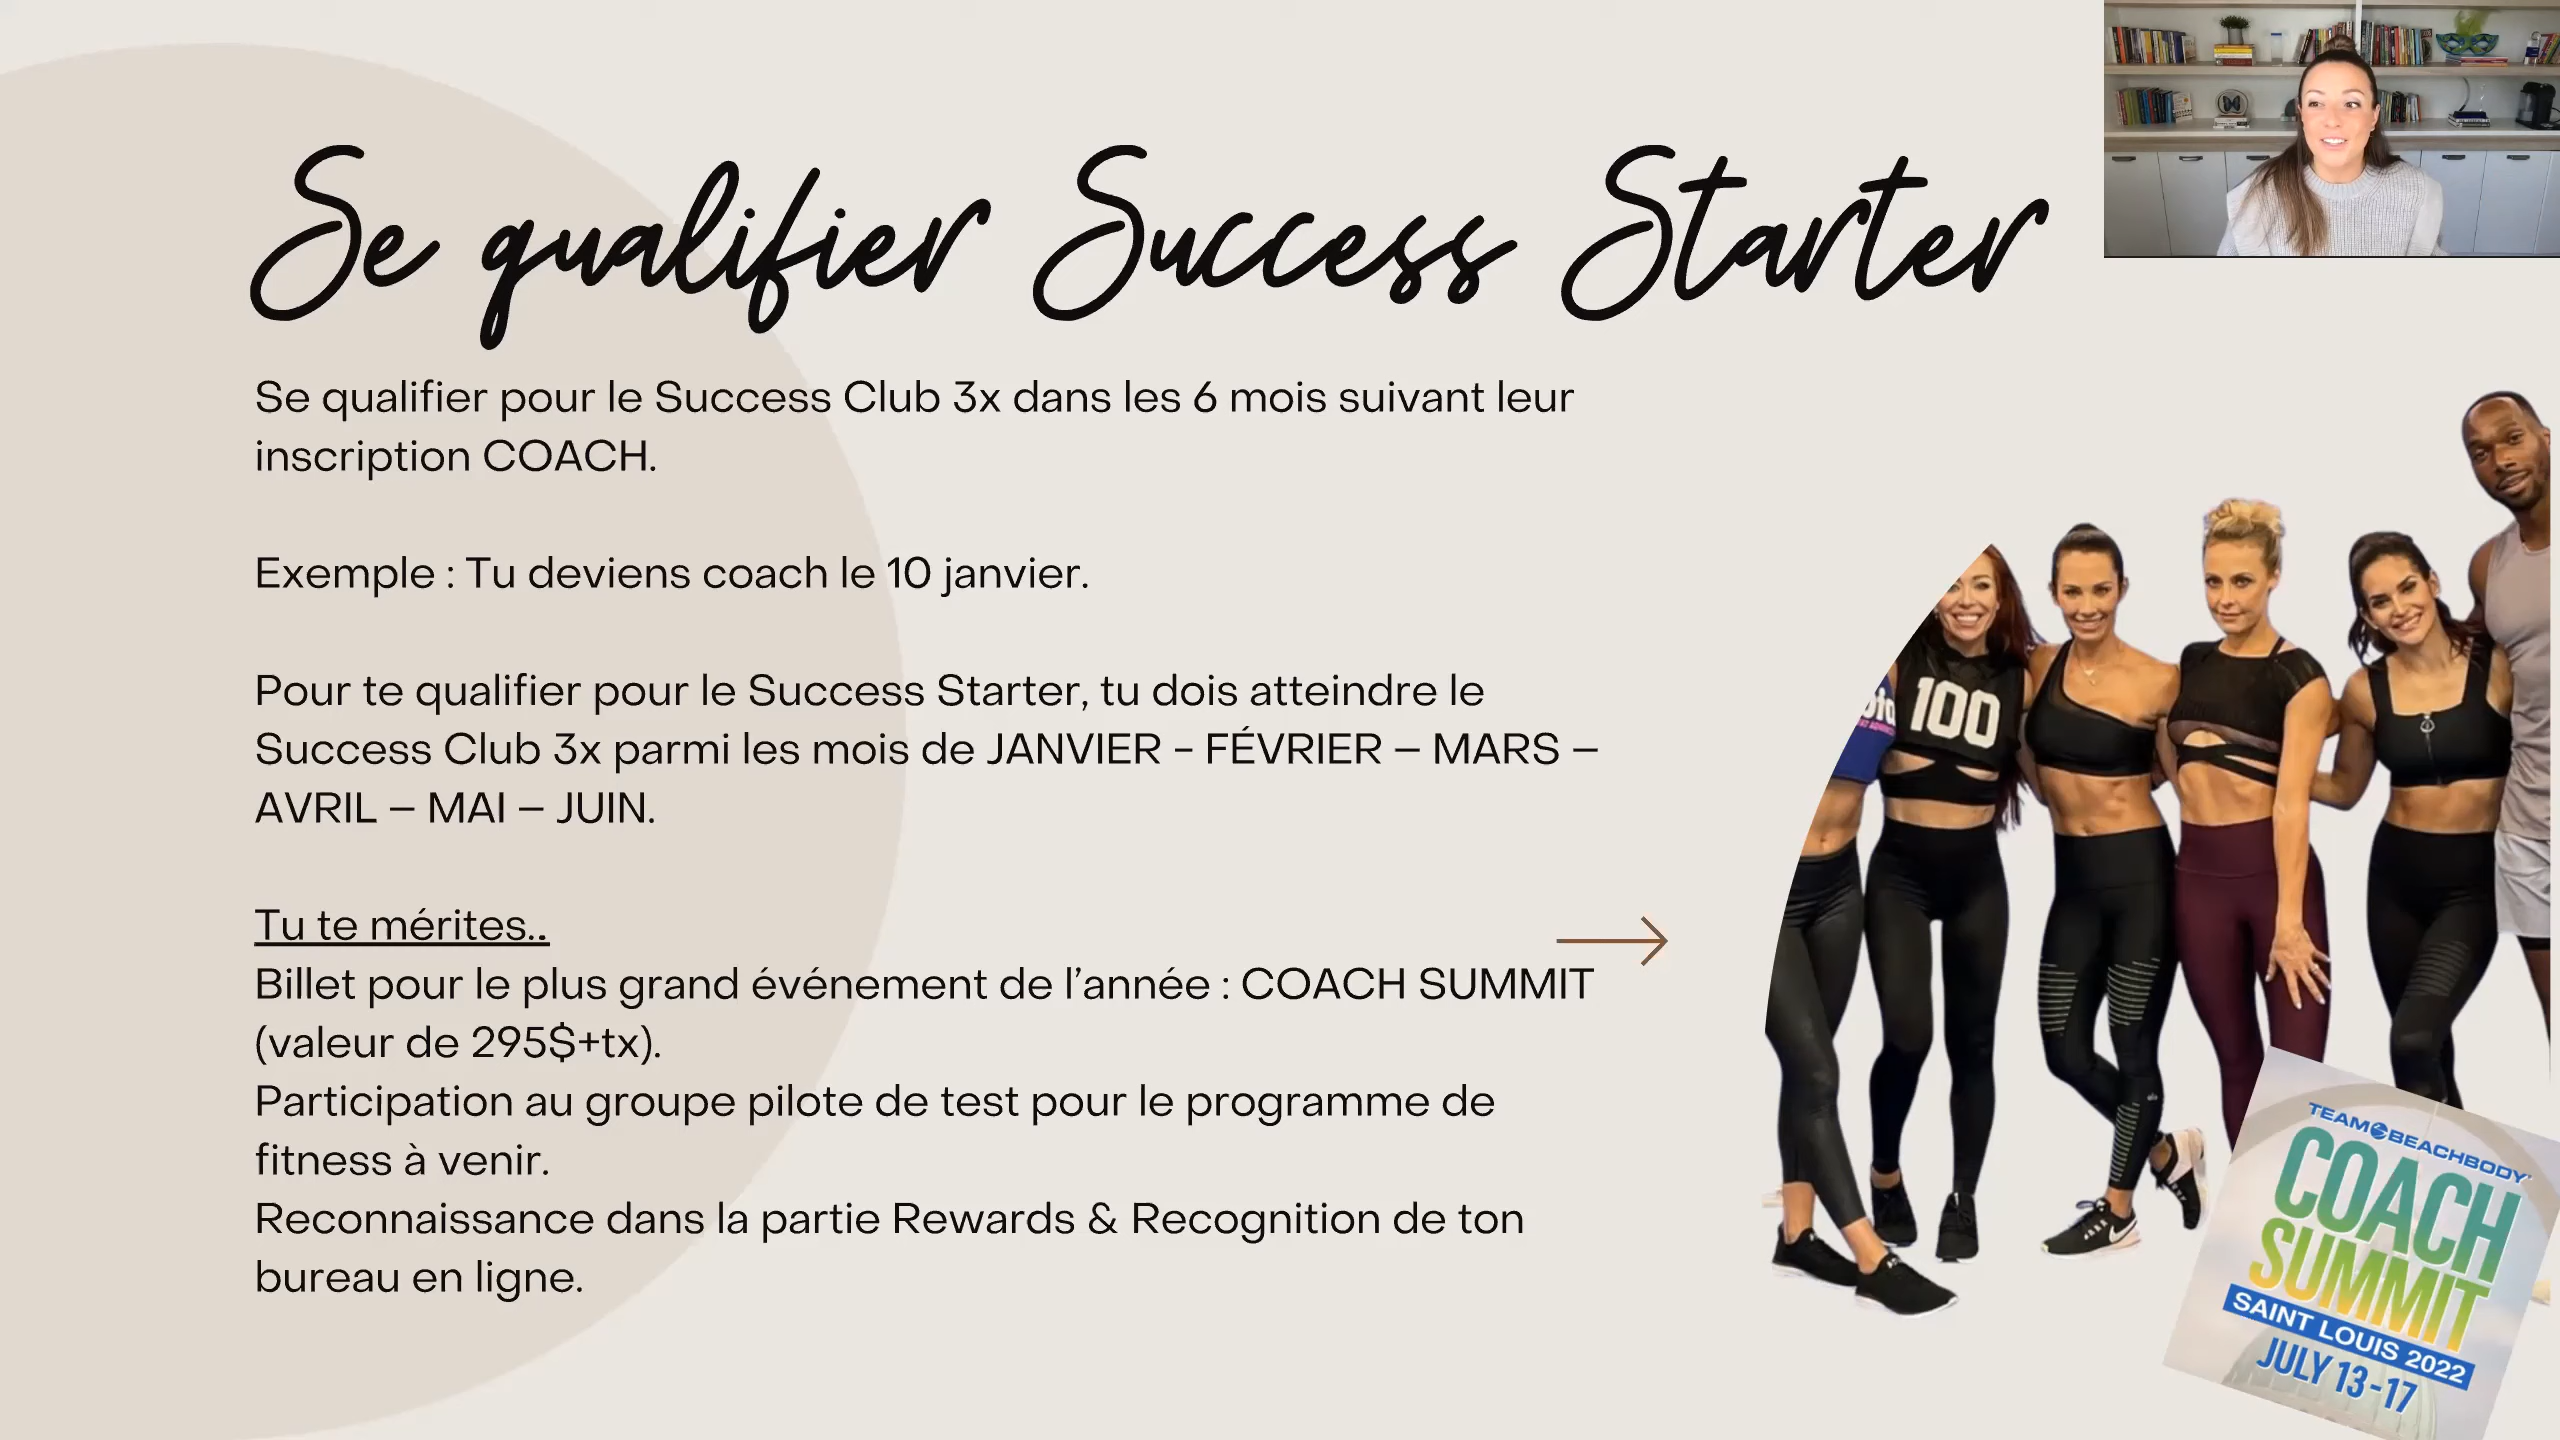 Se qualifier Success Starter
Se qualifier pour le Success Club 3x dans les 6 mois suivant leur
inscription COACH.
Exemple : Tu deviens coach le 10 janvier.
Pour te qualifier pour le Success Starter, tu dois atteindre le
Success Club 3x parmi les mois de JANVIER - FÉVRIER – MARS –
AVRIL – MAI – JUIN.
Tu te mérites..
Billet pour le plus grand événement de l’année : COACH SUMMIT
(valeur de 295$+tx).
Participation au groupe pilote de test pour le programme de
fitness à venir.
Reconnaissance dans la partie Rewards & Recognition de ton
bureau en ligne.
100
TEAM BEACHBODY
COACH
SUMMIT
SAINT LOUIS 2022
JULY 13-17